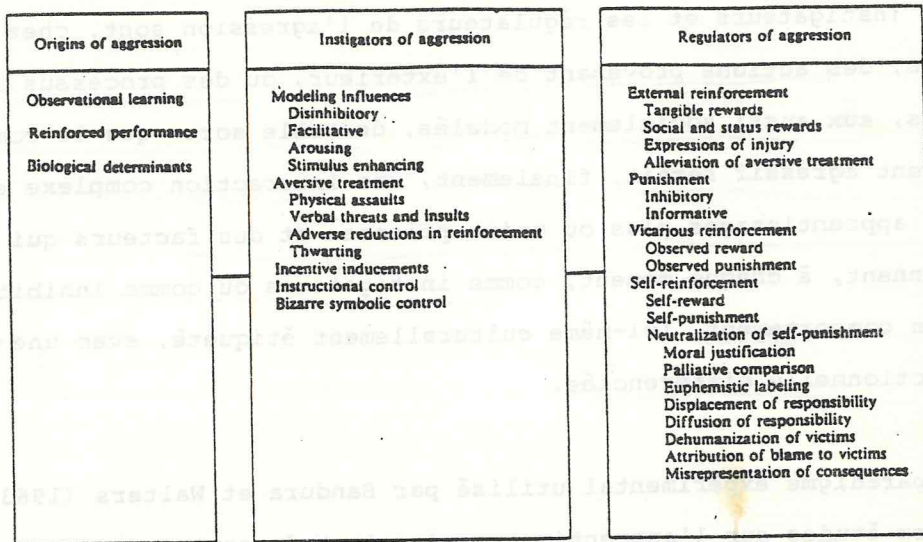 Origins of aggression
Observational learning
Reinforced performance
Biological determinants
Instigators of aggression
Modeling Influences
Disinhibitory
Facilitative
Arousing
Stimulus enhancing
Aversive treatment
Physical assaults
Verbal threats and Insults
Adverse reductions in reinforcement
Thwarting
Incentive inducements
Instructional control
Bizarre symbolic control
Regulators of aggression
External reinforcement
Tangible rewards
Social and status rewards
Expressions of injury
Alleviation of aversive treatment
Punishment
Inhibitory
Informative
Vicarious reinforcement
Observed reward
Observed punishment
Self-reinforcement
Self-reward
Self-punishment
Neutralization of self-punishment
Moral justification
Palliative comparison
Euphemistic labeling
Displacement of responsibility
Diffusion of responsibility
Dehumanization of victims
Attribution of blame to victims
Misrepresentation of consequences